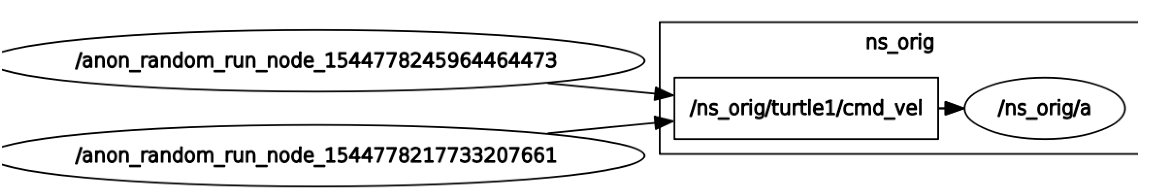 ns_orig
/anon_random_run_node_1544778245964464473
/ns_orig/turtle1/cmd_vel
/ns_orig/a
/anon_random_run_node_1544778217733207661